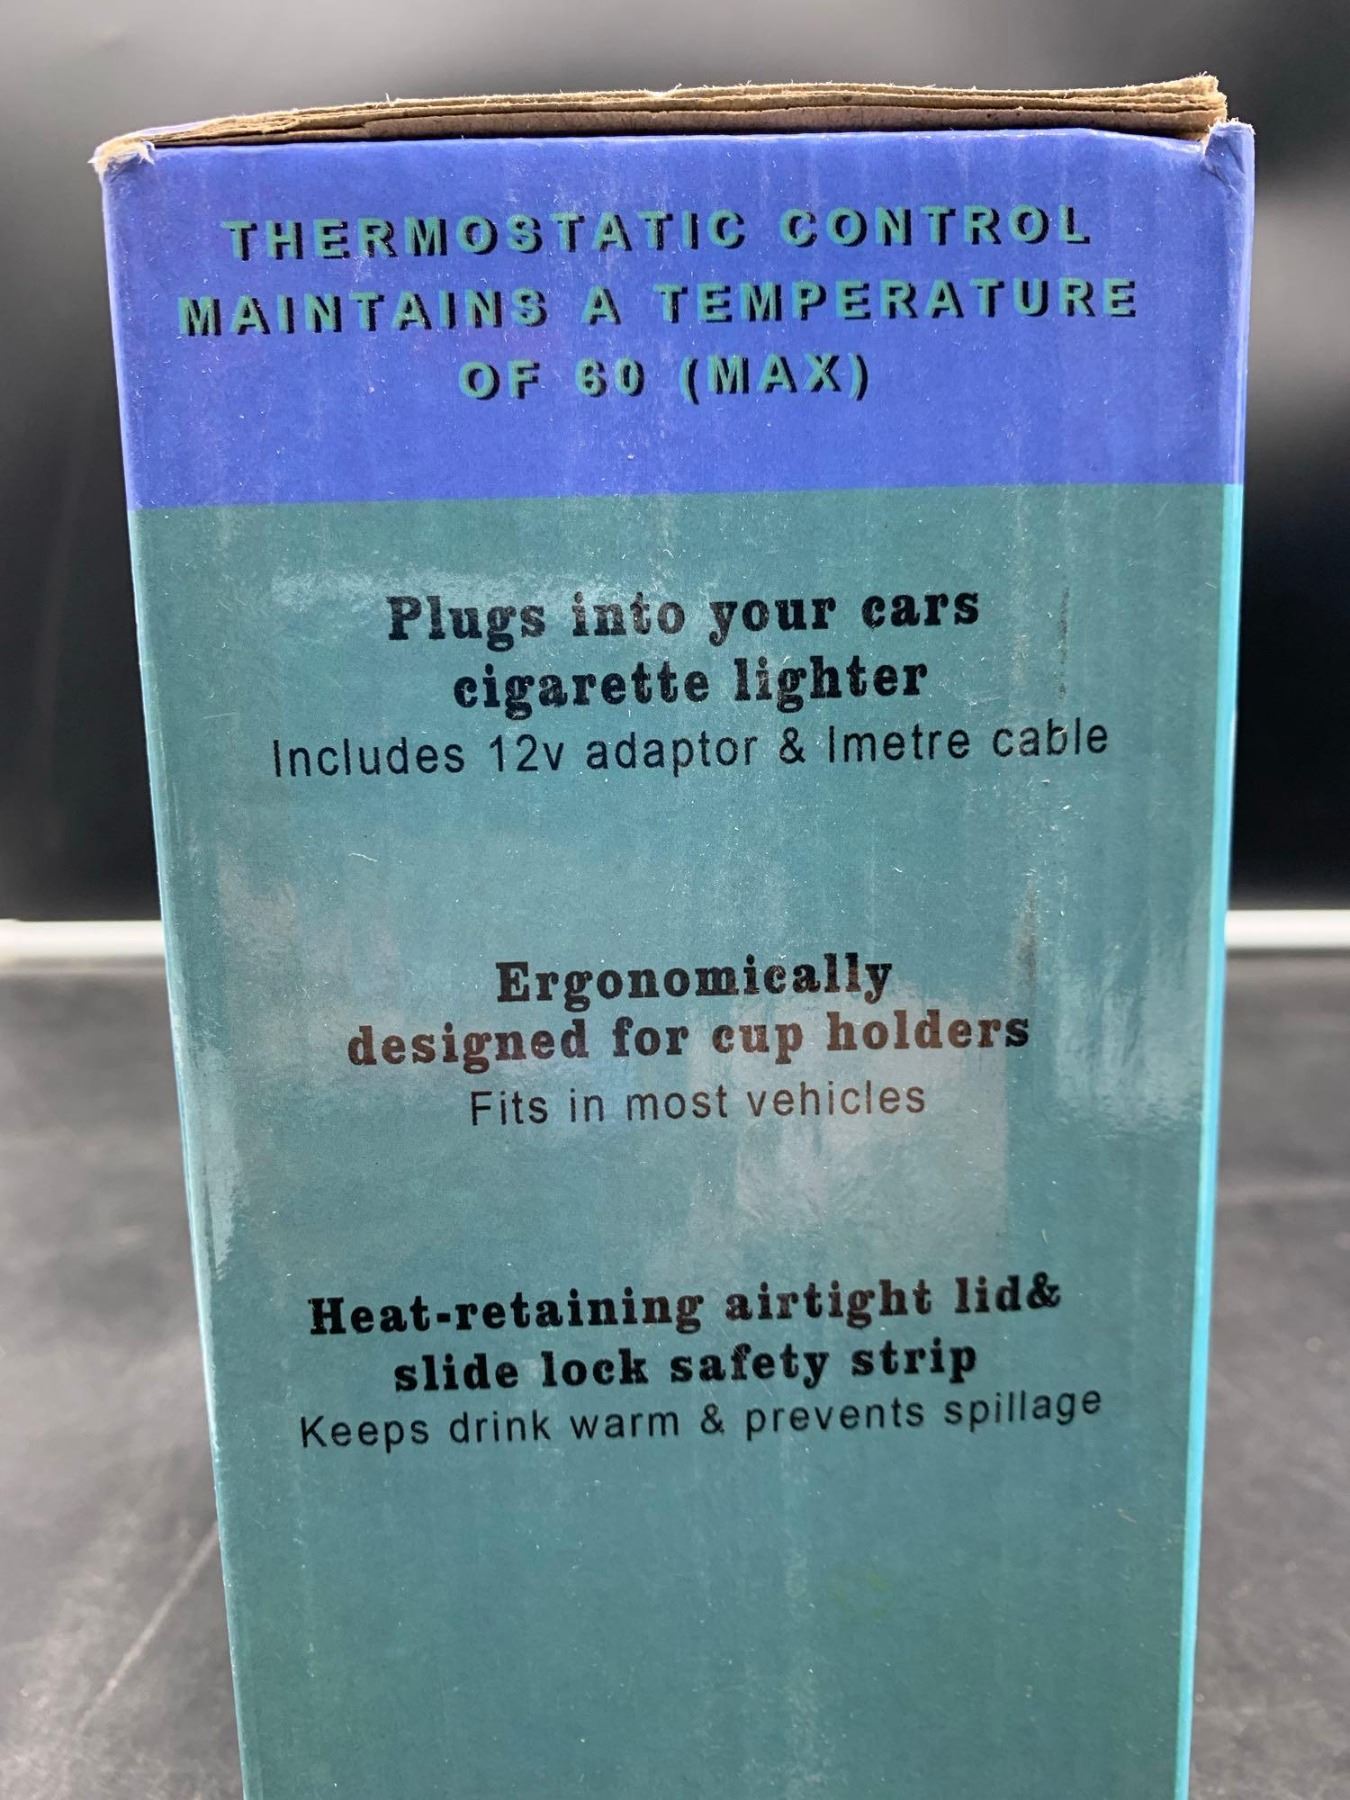 THERMOSTATIC CONTROL
MAINTAINS A TEMPERATURE
OF 60 (MAX)
Plugs into your cars
cigarette lighter
Includes 12v adaptor & Imetre cable
Ergonomically
designed for cup holders
Fits in most vehicles
Heat-retaining airtight lid&
slide lock safety strip
Keeps drink warm & prevents spillage